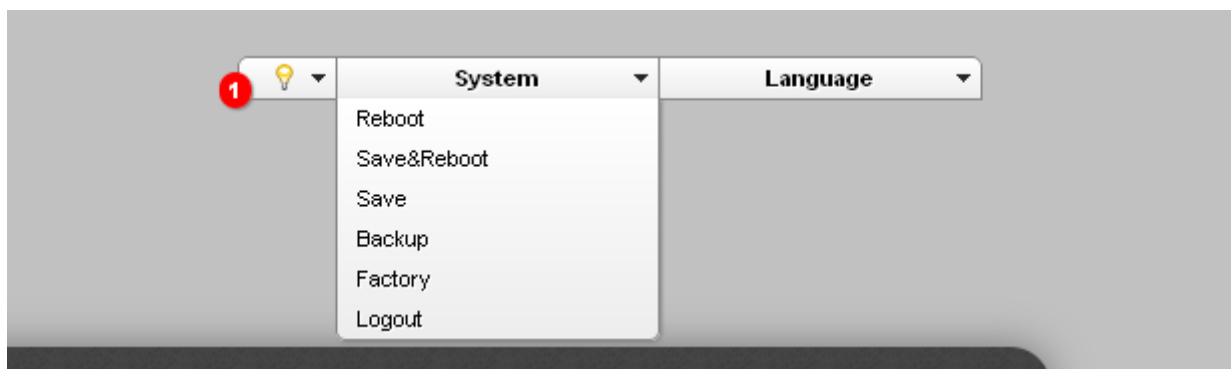 1
System
Language
Reboot
Save&Reboot
Save
Backup
Factory
Logout